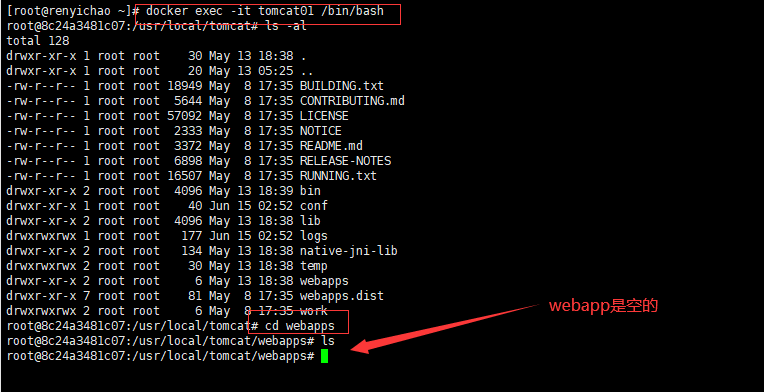 [root@renyichao ~]# docker exec -it tomcat01 /bin/bash
root@8c24a3481c07:/usr/local/tomcat# ls -al
total 128
drwxr-xr-x 1 root root    30 May 13 18:38 .
drwxr-xr-x 1 root root    20 May 13 05:25 ..
-rw-r--r-- 1 root root 18949 May  8 17:35 BUILDING.txt
-rw-r--r-- 1 root root  5644 May  8 17:35 CONTRIBUTING.md
-rw-r--r-- 1 root root 57092 May  8 17:35 LICENSE
-rw-r--r-- 1 root root  2333 May  8 17:35 NOTICE
-rw-r--r-- 1 root root  3372 May  8 17:35 README.md
-rw-r--r-- 1 root root  6898 May  8 17:35 RELEASE-NOTES
-rw-r--r-- 1 root root 16507 May  8 17:35 RUNNING.txt
drwxr-xr-x 2 root root  4096 May 13 18:39 bin
drwxr-xr-x 1 root root    40 Jun 15 02:52 conf
drwxr-xr-x 2 root root  4096 May 13 18:38 lib
drwxrwxrwx 1 root root   177 Jun 15 02:52 logs
drwxr-xr-x 2 root root   134 May 13 18:38 native-jni-lib
drwxrwxrwx 2 root root    30 May 13 18:38 temp
drwxr-xr-x 2 root root     6 May 13 18:38 webapps
drwxr-xr-x 7 root root    81 May  8 17:35 webapps.dist
drwxrwxrwx 2 root root     6 May  8 17:35 work
root@8c24a3481c07:/usr/local/tomcat# cd webapps
root@8c24a3481c07:/usr/local/tomcat/webapps# ls
root@8c24a3481c07:/usr/local/tomcat/webapps#
webapp是空的